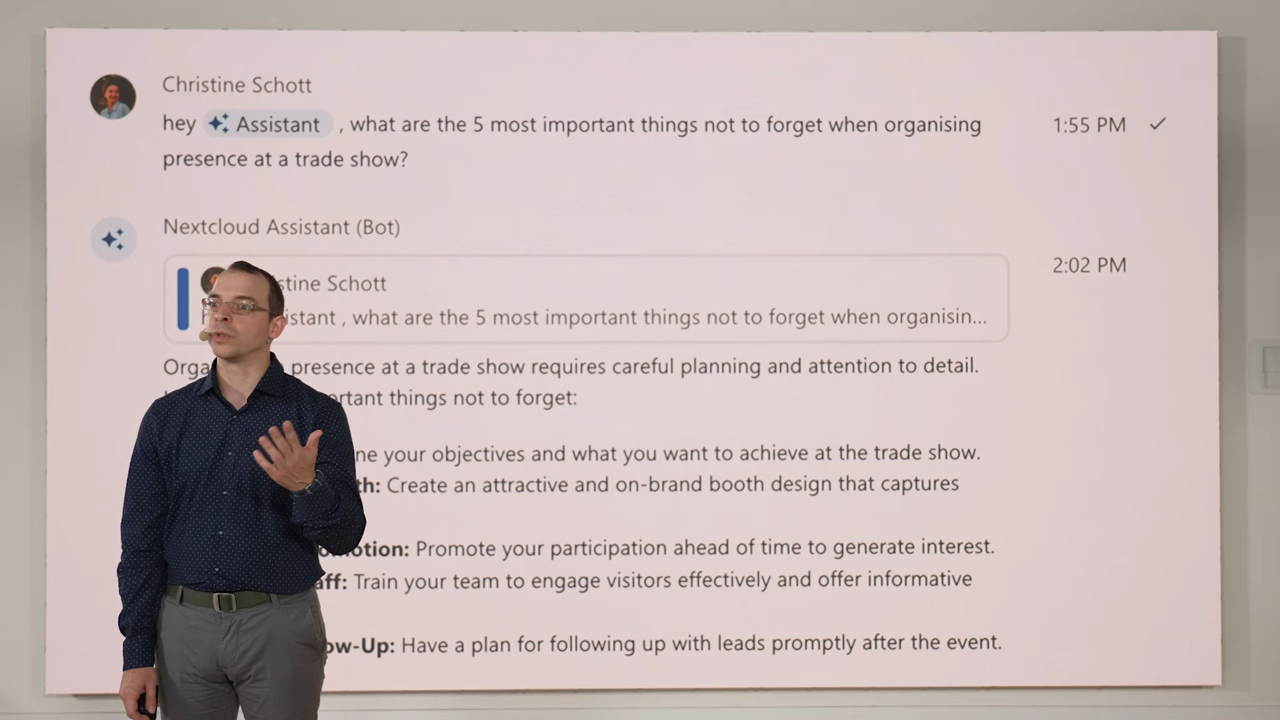 Christine Schott
hey Assistant , what are the 5 most important things not to forget when organising
1:55 PM
presence at a trade show?
Nextcloud Assistant (Bot)
2:02 PM
stine Schott
istant , what are the 5 most important things not to forget when organisin...
Orga presence at a trade show requires careful planning and attention to detail.
rtant things not to forget:
ne your objectives and what you want to achieve at the trade show.
th: Create an attractive and on-brand booth design that captures
omotion: Promote your participation ahead of time to generate interest.
aff: Train your team to engage visitors effectively and offer informative
ow-Up: Have a plan for following up with leads promptly after the event.